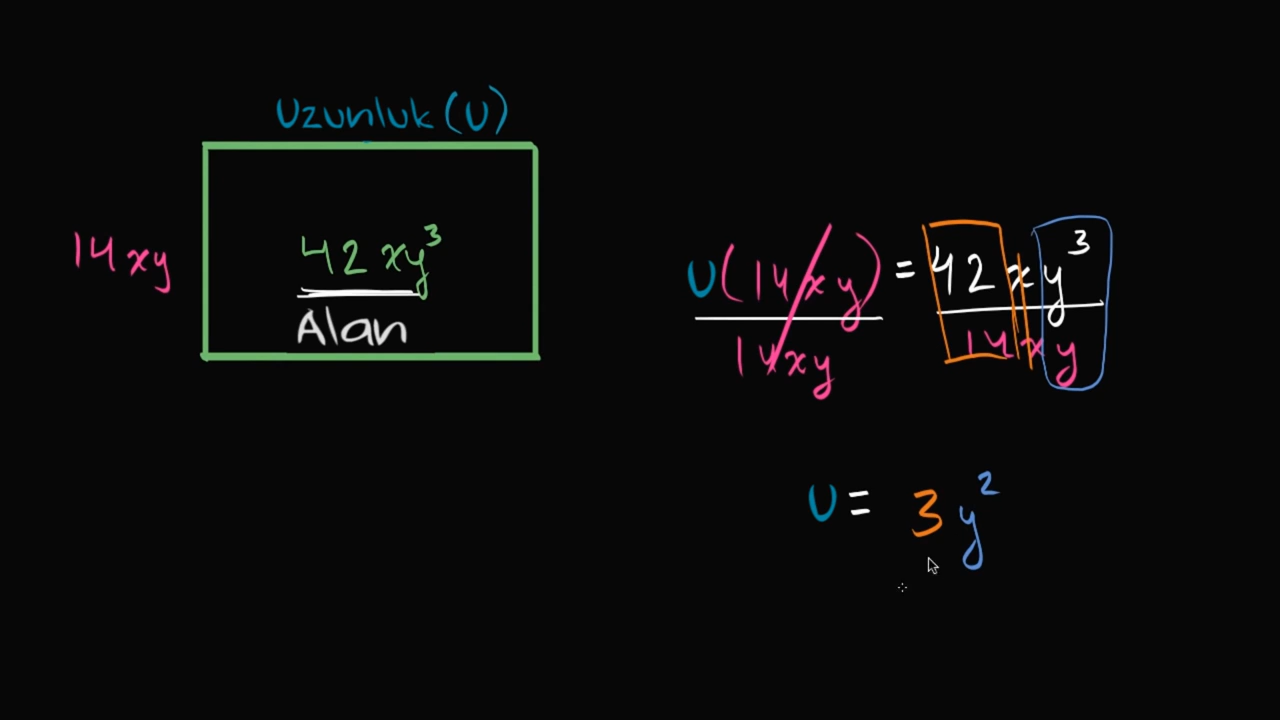 Uzunluk (U)
14xy
42xy³
Alan
U(14xy) = 42xy³
14xy 14xy
U = 3y²